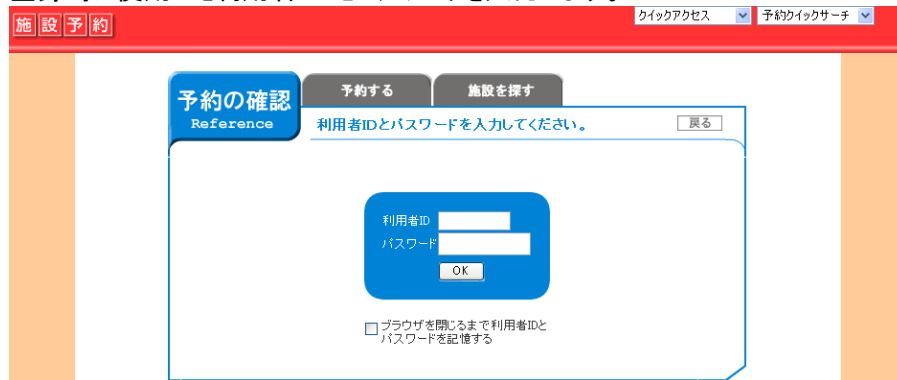 施設予約
クイックアクセス 予約クイックサーチ
予約の確認
Reference
予約する 施設を探す
利用者IDとパスワードを入力してください。 戻る
利用者ID
パスワード
OK
ブラウザを閉じるまで利用者IDと
パスワードを記憶する